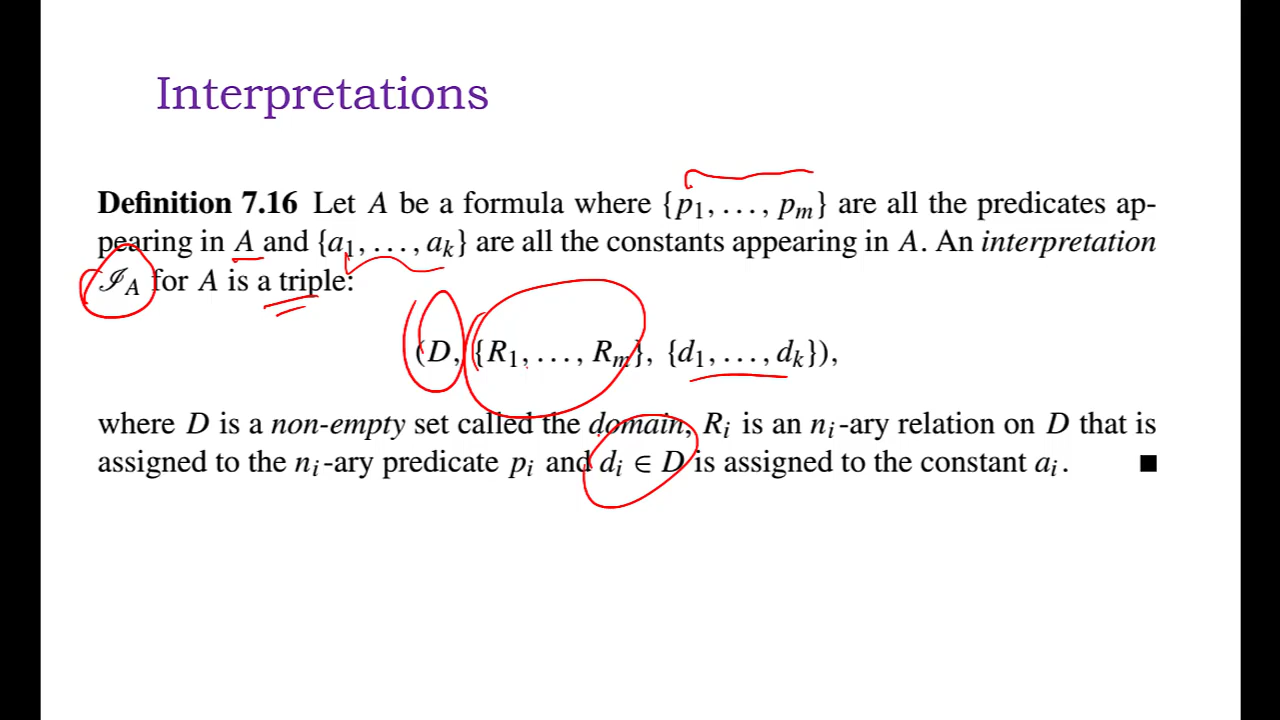 Interpretations
Definition 7.16 Let A be a formula where {p₁, . . . , pₘ} are all the predicates ap-
pearing in A and {a₁, . . . , aₖ} are all the constants appearing in A. An interpretation
ℐ_A for A is a triple:
(D, {R₁, . . . , Rₘ}, {d₁, . . . , dₖ}),
where D is a non-empty set called the domain, Rᵢ is an nᵢ-ary relation on D that is
assigned to the nᵢ-ary predicate pᵢ and dᵢ ∈ D is assigned to the constant aᵢ. ■